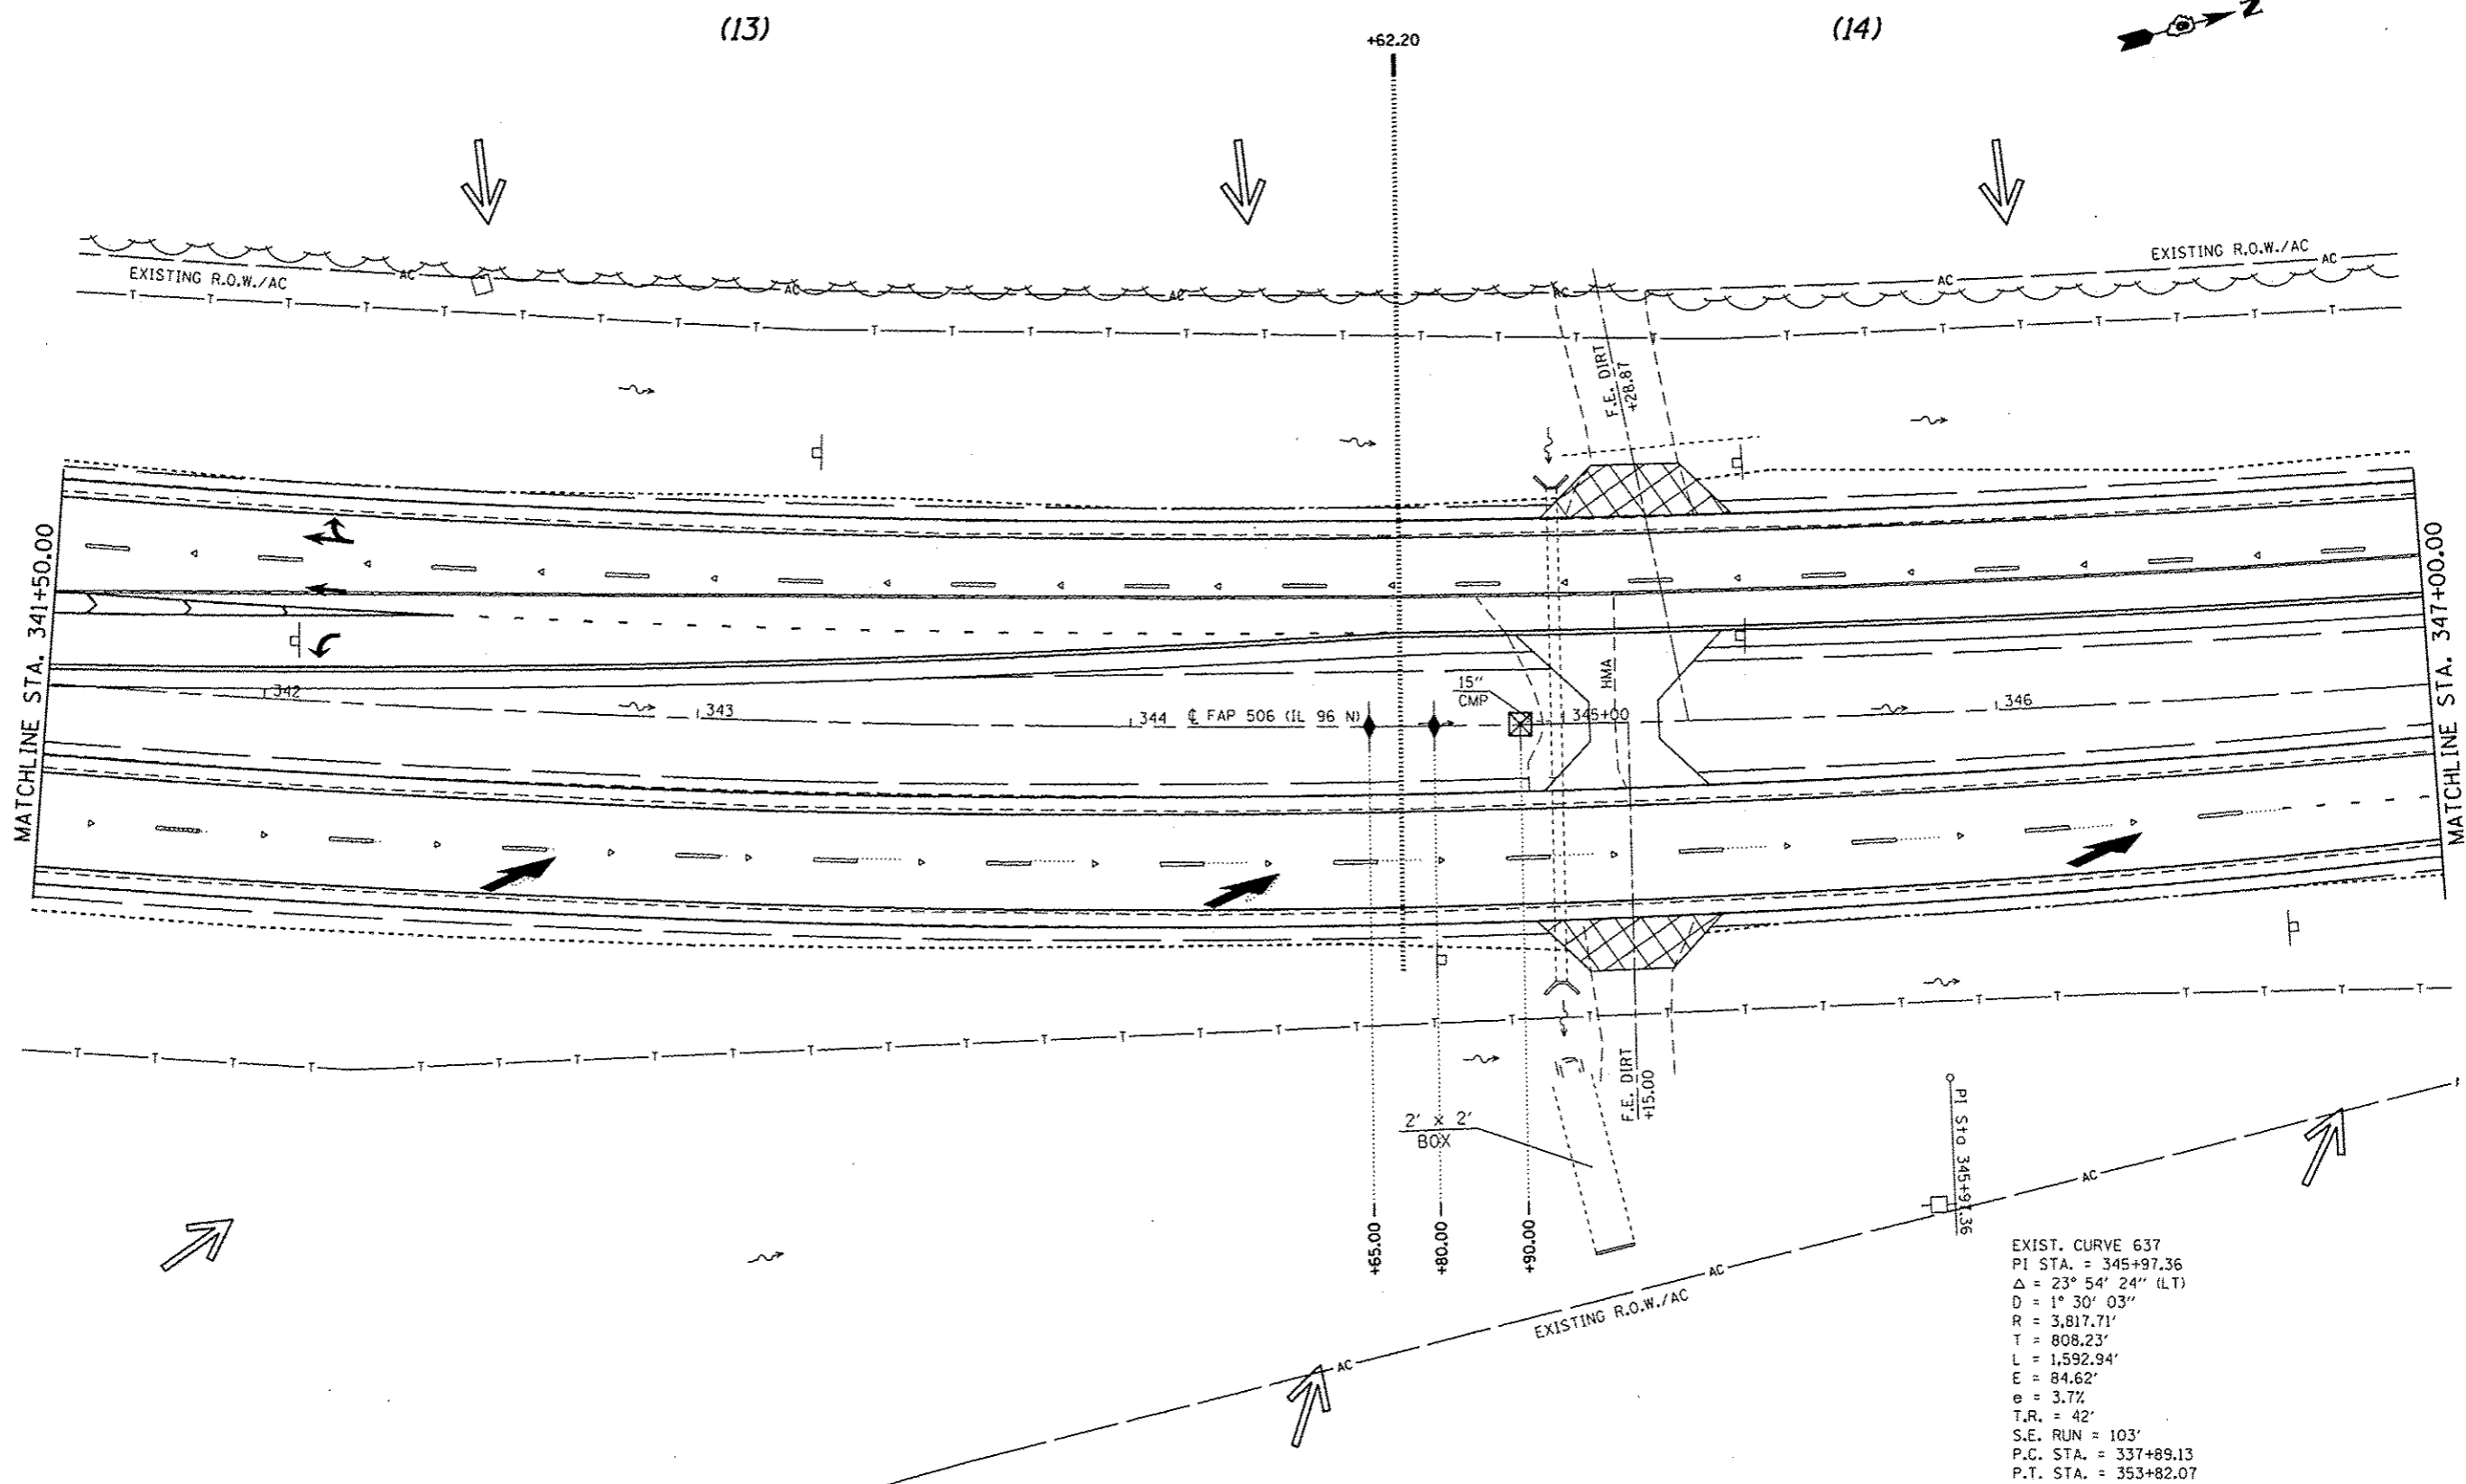 (13)
(14)
N
+62.20
EXISTING R.O.W./AC
AC
AC
AC
AC
AC
EXISTING R.O.W./AC
AC
T T T T T T T T T T T T T T T T T T T T T T T T T T T T
F.E. DIRT
+28.87
MATCHLINE STA. 341+50.00
MATCHLINE STA. 347+00.00
342
343
344
℄ FAP 506 (IL 96 N)
15"
CMP
HMA
345+00
346
T T T T T T T T T T T T T T T T T T T T T T T T T T T T T T
F.E. DIRT
+15.00
2' x 2'
BOX
+65.00
+80.00
+90.00
PI Sta 345+97.36
AC
AC
AC
EXISTING R.O.W./AC
EXIST. CURVE 637
PI STA. = 345+97.36
Δ = 23° 54' 24" (LT)
D = 1° 30' 03"
R = 3,817.71'
T = 808.23'
L = 1,592.94'
E = 84.62'
e = 3.7%
T.R. = 42'
S.E. RUN = 103'
P.C. STA. = 337+89.13
P.T. STA. = 353+82.07